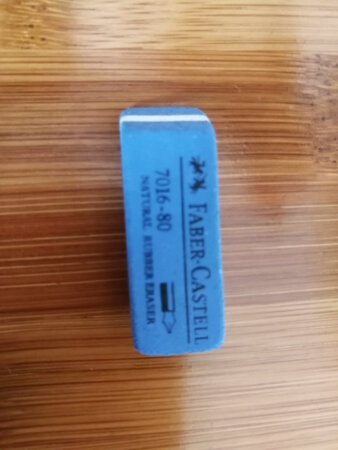 FABER-CASTELL
7016-80
NATURAL RUBBER ERASER